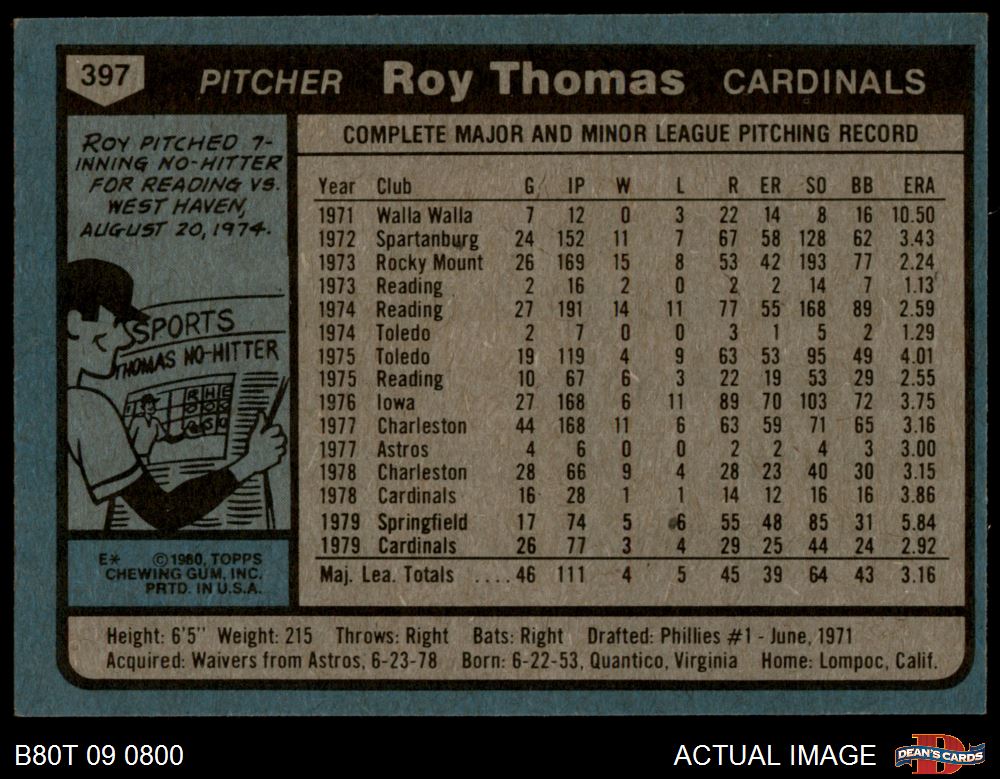 397 PITCHER Roy Thomas CARDINALS
ROY PITCHED 7-
INNING NO-HITTER
FOR READING VS.
WEST HAVEN,
AUGUST 20, 1974.
SPORTS
THOMAS NO-HITTER
R H E
COMPLETE MAJOR AND MINOR LEAGUE PITCHING RECORD
Year Club G IP W L R ER SO BB ERA
1971 Walla Walla 7 12 0 3 22 14 8 16 10.50
1972 Spartanburg 24 152 11 7 67 58 128 62 3.43
1973 Rocky Mount 26 169 15 8 53 42 193 77 2.24
1973 Reading 2 16 2 0 2 2 14 7 1.13
1974 Reading 27 191 14 11 77 55 168 89 2.59
1974 Toledo 2 7 0 0 3 1 5 2 1.29
1975 Toledo 19 119 4 9 63 53 95 49 4.01
1975 Reading 10 67 6 3 22 19 53 29 2.55
1976 Iowa 27 168 6 11 89 70 103 72 3.75
1977 Charleston 44 168 11 6 63 59 71 65 3.16
1977 Astros 4 6 0 0 2 2 4 3 3.00
1978 Charleston 28 66 9 4 28 23 40 30 3.15
1978 Cardinals 16 28 1 1 14 12 16 16 3.86
1979 Springfield 17 74 5 6 55 48 85 31 5.84
1979 Cardinals 26 77 3 4 29 25 44 24 2.92
Maj. Lea. Totals ....46 111 4 5 45 39 64 43 3.16
E* © 1980, TOPPS
CHEWING GUM, INC.
PRTD. IN U.S.A.
Height: 6'5" Weight: 215 Throws: Right Bats: Right Drafted: Phillies #1 - June, 1971
Acquired: Waivers from Astros, 6-23-78 Born: 6-22-53, Quantico, Virginia Home: Lompoc, Calif.
B80T 09 0800 ACTUAL IMAGE DEAN'S CARDS